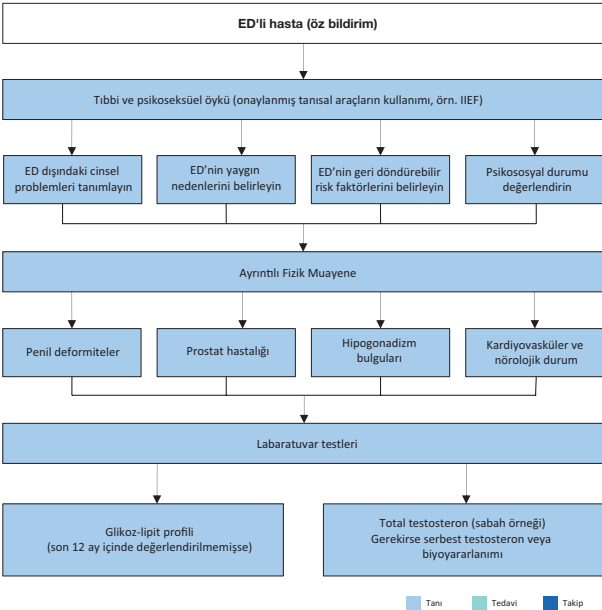 ED'li hasta (öz bildirim)
Tıbbi ve psikoseksüel öykü (onaylanmış tanısal araçların kullanımı, örn. IIEF)
ED dışındaki cinsel
problemleri tanımlayın
ED'nin yaygın
nedenlerini belirleyin
ED'nin geri döndürebilir
risk faktörlerini belirleyin
Psikososyal durumu
değerlendirin
Ayrıntılı Fizik Muayene
Penil deformiteler
Prostat hastalığı
Hipogonadizm
bulguları
Kardiyovasküler ve
nörolojik durum
Labaratuvar testleri
Glikoz-lipit profili
(son 12 ay içinde değerlendirilmemişse)
Total testosteron (sabah örneği)
Gerekirse serbest testosteron veya
biyoyararlanımı
Tanı
Tedavi
Takip